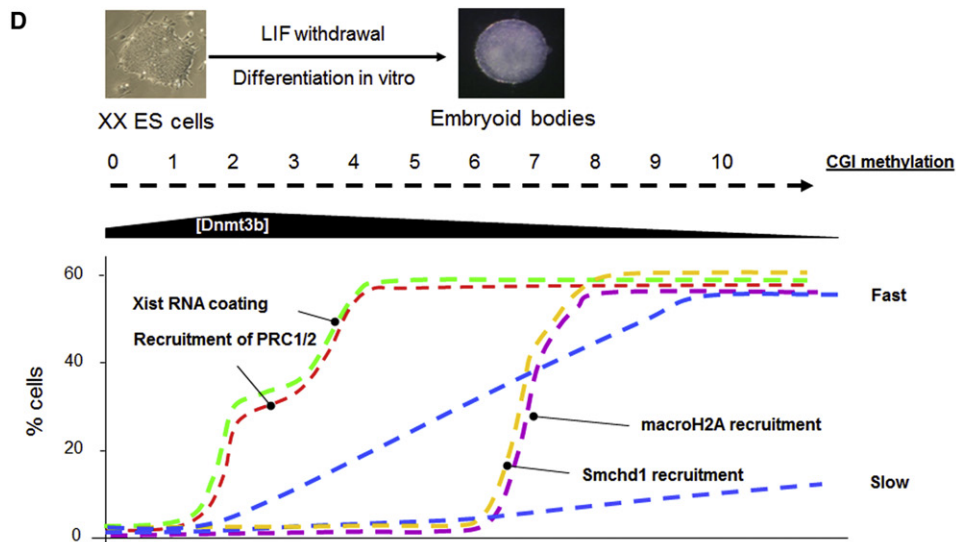 D
LIF withdrawal
Differentiation in vitro
XX ES cells
Embryoid bodies
0 1 2 3 4 5 6 7 8 9 10
CGI methylation
[Dnmt3b]
60
Xist RNA coating
Fast
Recruitment of PRC1/2
40
% cells
macroH2A recruitment
20
Smchd1 recruitment
Slow
0